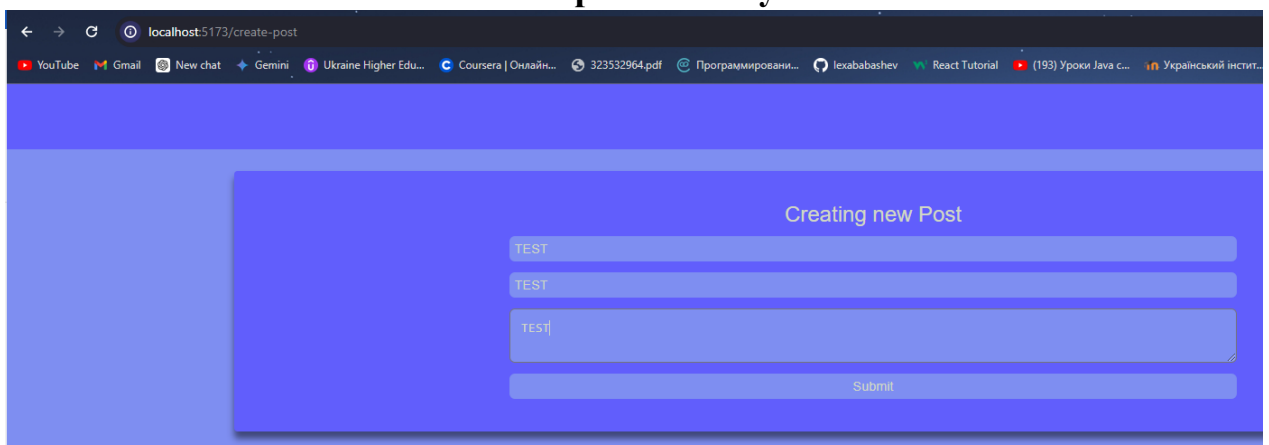 localhost:5173/create-post
YouTube Gmail New chat Gemini Ukraine Higher Edu... Coursera | Онлайн... 323532964.pdf Программировани... lexababashev React Tutorial (193) Уроки Java с... Український інстит...
Creating new Post
TEST
TEST
TEST
Submit